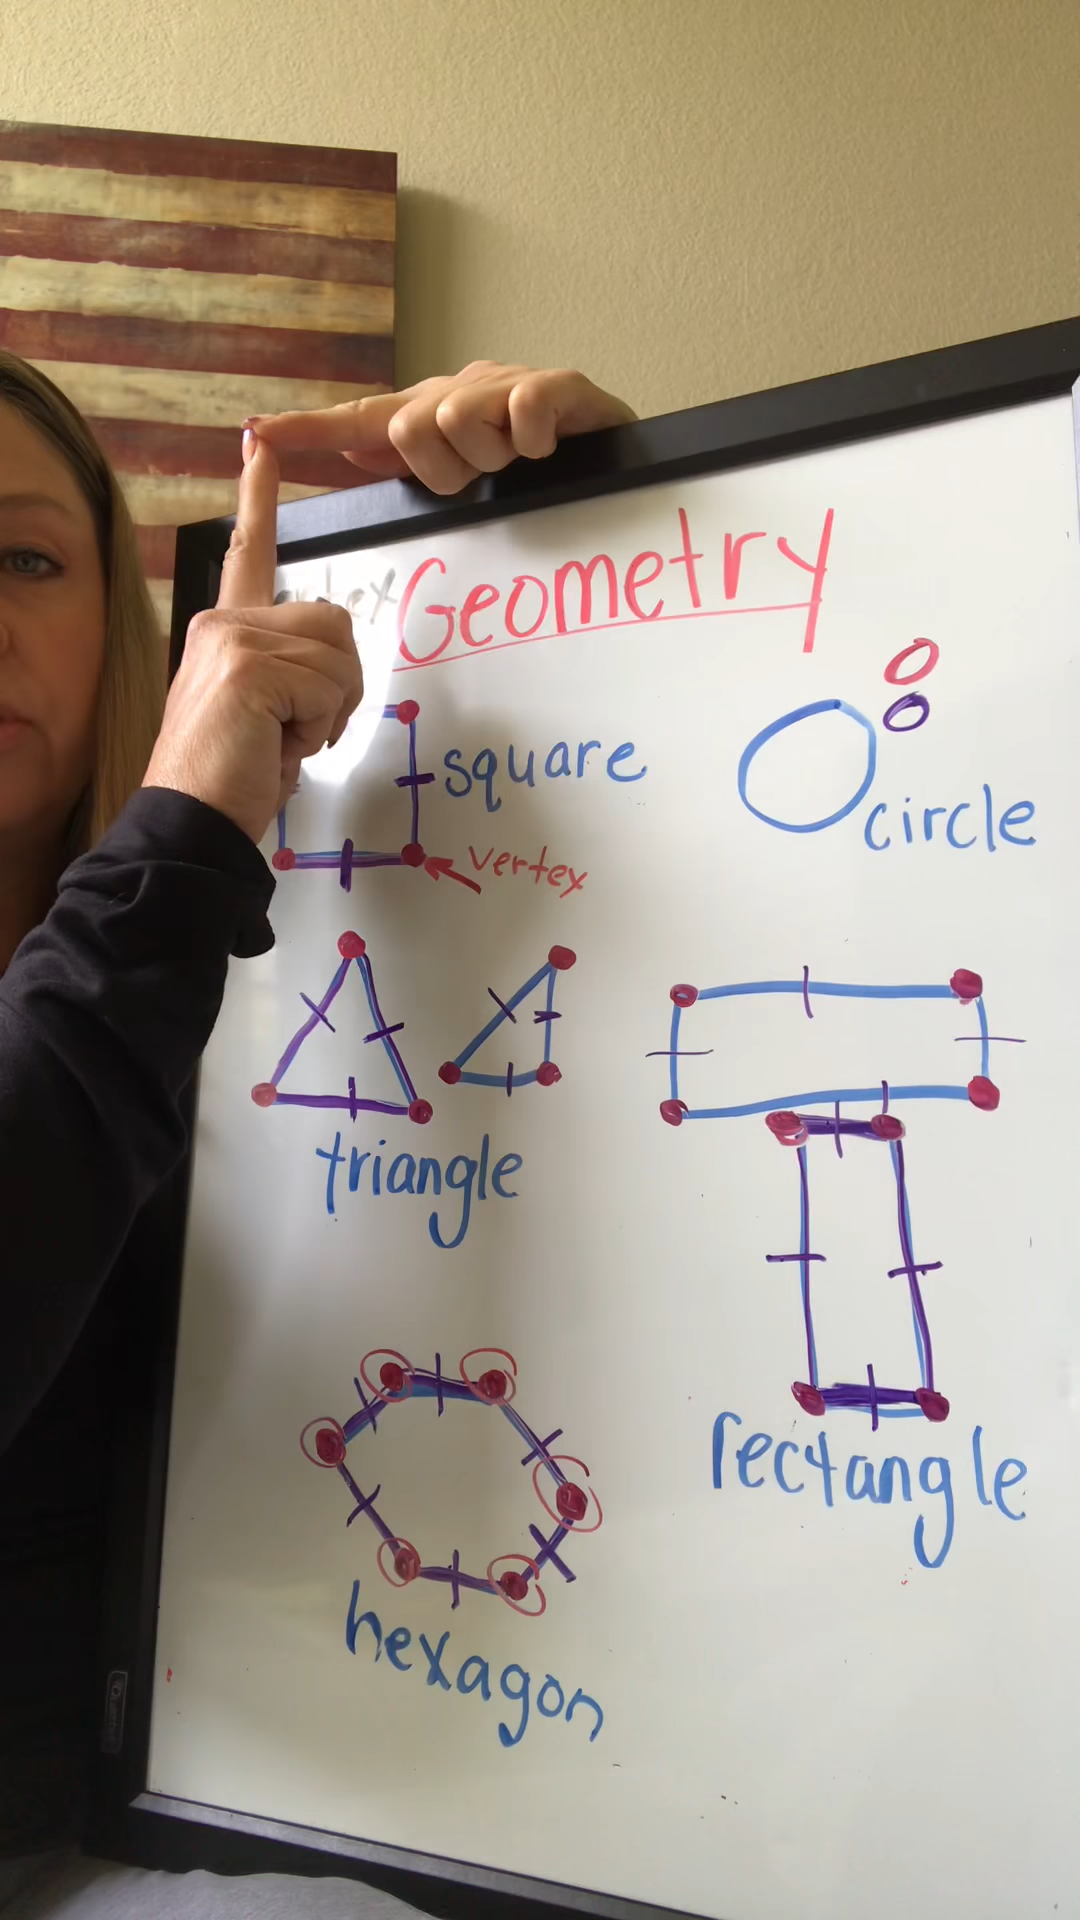 Geometry
square
circle
vertex
triangle
rectangle
hexagon